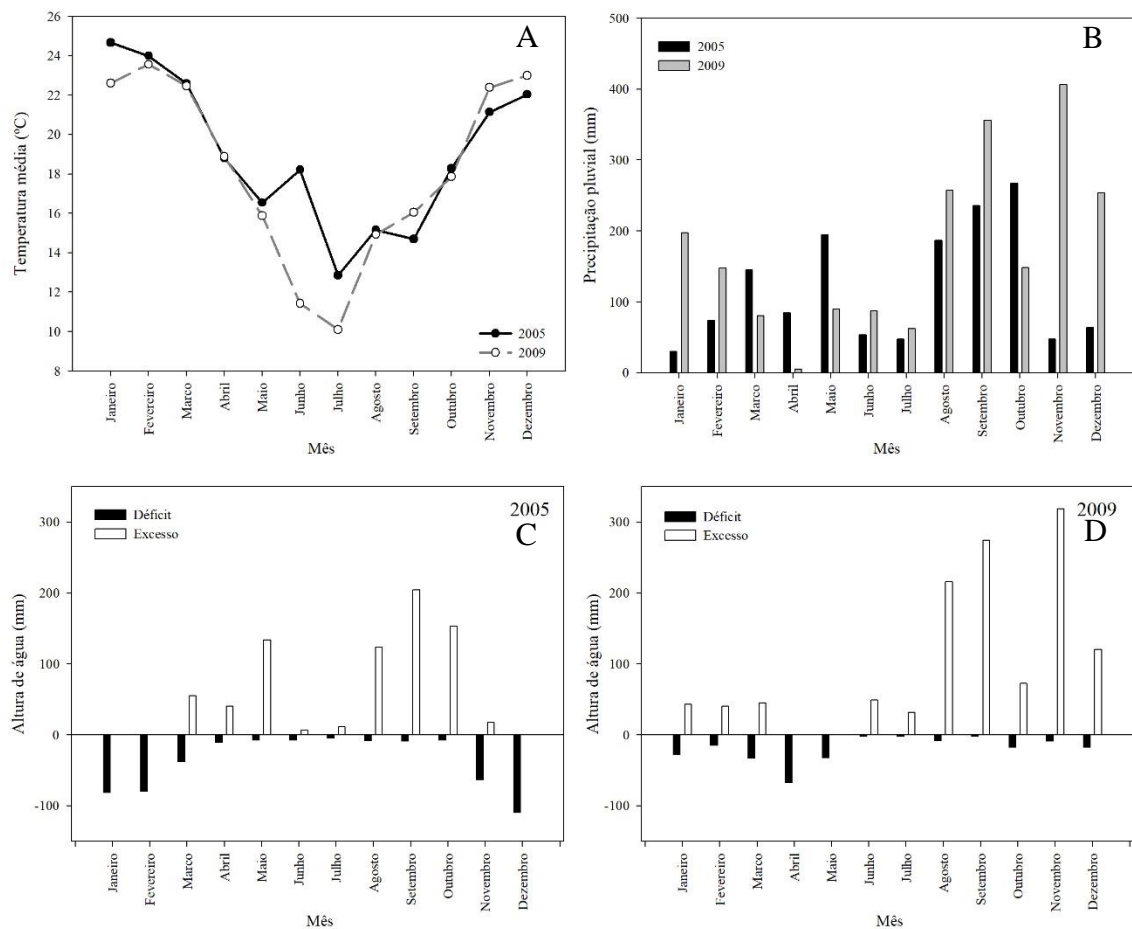 A
Temperatura média (ºC)
26
24
22
20
18
16
14
12
10
8
2005
2009
Janeiro
Fevereiro
Marco
Abril
Maio
Junho
Julho
Agosto
Setembro
Outubro
Novembro
Dezembro
Mês
B
Precipitação pluvial (mm)
500
400
300
200
100
0
2005
2009
Janeiro
Fevereiro
Marco
Abril
Maio
Junho
Julho
Agosto
Setembro
Outubro
Novembro
Dezembro
Mês
2005
C
Déficit
Excesso
Altura de água (mm)
300
200
100
0
-100
Janeiro
Fevereiro
Marco
Abril
Maio
Junho
Julho
Agosto
Setembro
Outubro
Novembro
Dezembro
Mês
2009
D
Déficit
Excesso
Altura de água (mm)
300
200
100
0
-100
Janeiro
Fevereiro
Marco
Abril
Maio
Junho
Julho
Agosto
Setembro
Outubro
Novembro
Dezembro
Mês